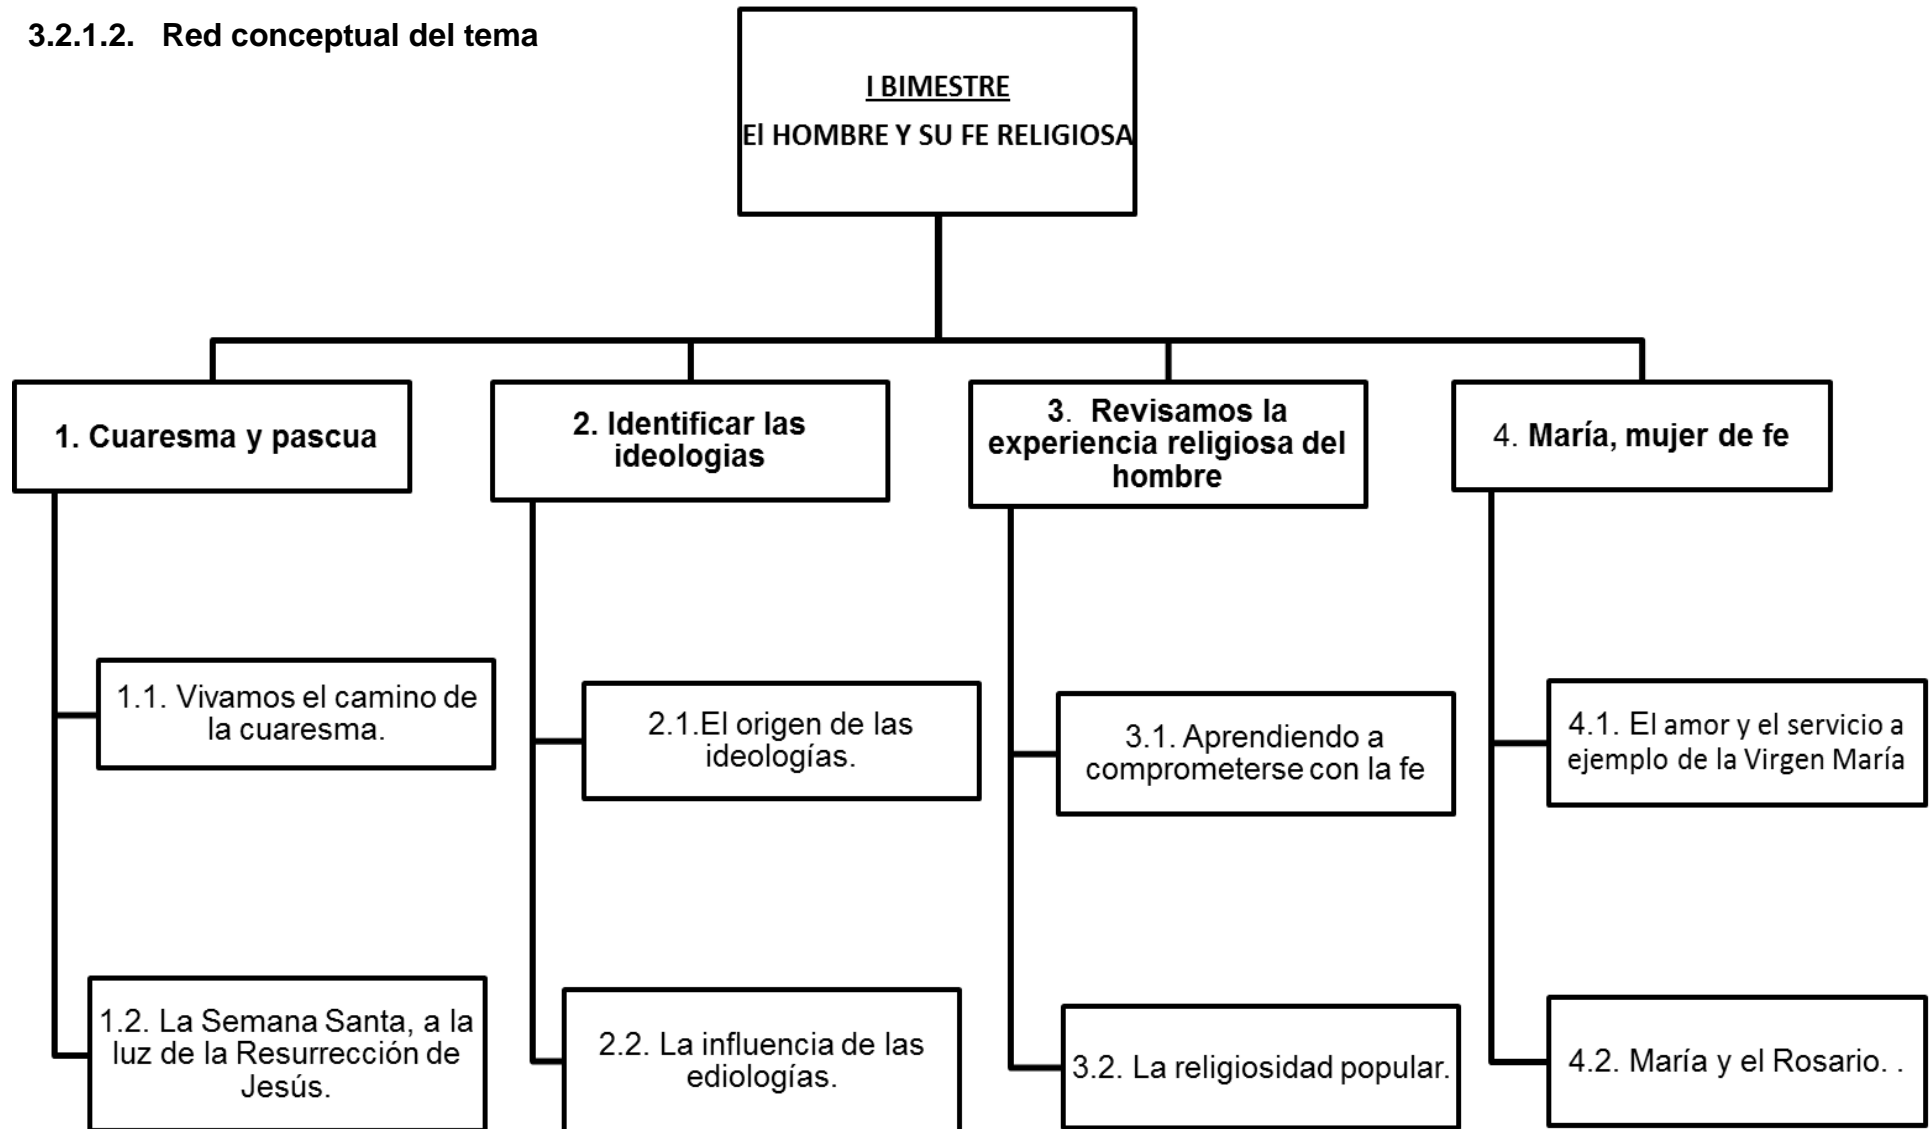 3.2.1.2. Red conceptual del tema
I BIMESTRE
El HOMBRE Y SU FE RELIGIOSA
1. Cuaresma y pascua
1.1. Vivamos el camino de
la cuaresma.
1.2. La Semana Santa, a la
luz de la Resurrección de
Jesús.
2. Identificar las
ideologias
2.1.El origen de las
ideologías.
2.2. La influencia de las
ediologías.
3. Revisamos la
experiencia religiosa del
hombre
3.1. Aprendiendo a
comprometerse con la fe
3.2. La religiosidad popular.
4. María, mujer de fe
4.1. El amor y el servicio a
ejemplo de la Virgen María
4.2. María y el Rosario. .